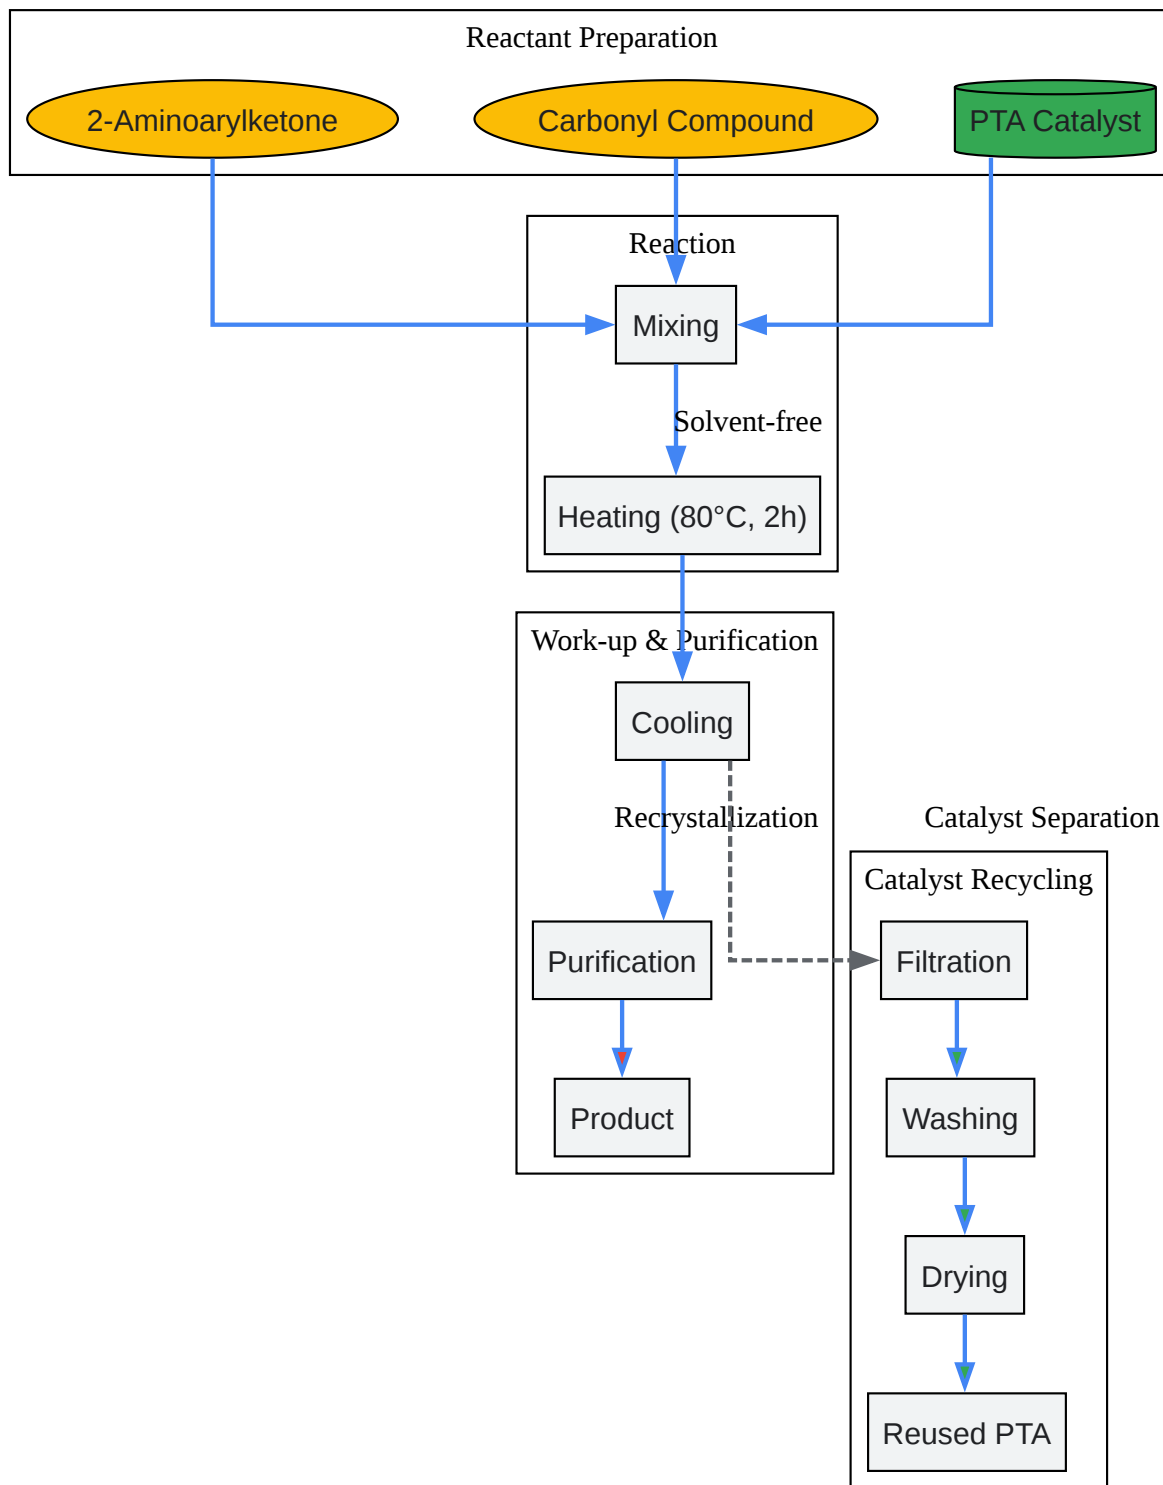 Reactant Preparation
2-Aminoarylketone
Carbonyl Compound
PTA Catalyst
Reaction
Mixing
Solvent-free
Heating (80°C, 2h)
Work-up & Purification
Cooling
Recrystallization
Catalyst Separation
Catalyst Recycling
Purification
Filtration
Product
Washing
Drying
Reused PTA